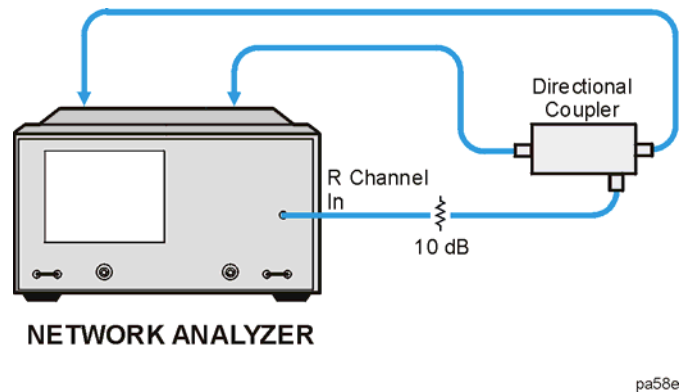 Directional
Coupler
R Channel
In
10 dB
NETWORK ANALYZER
pa58e